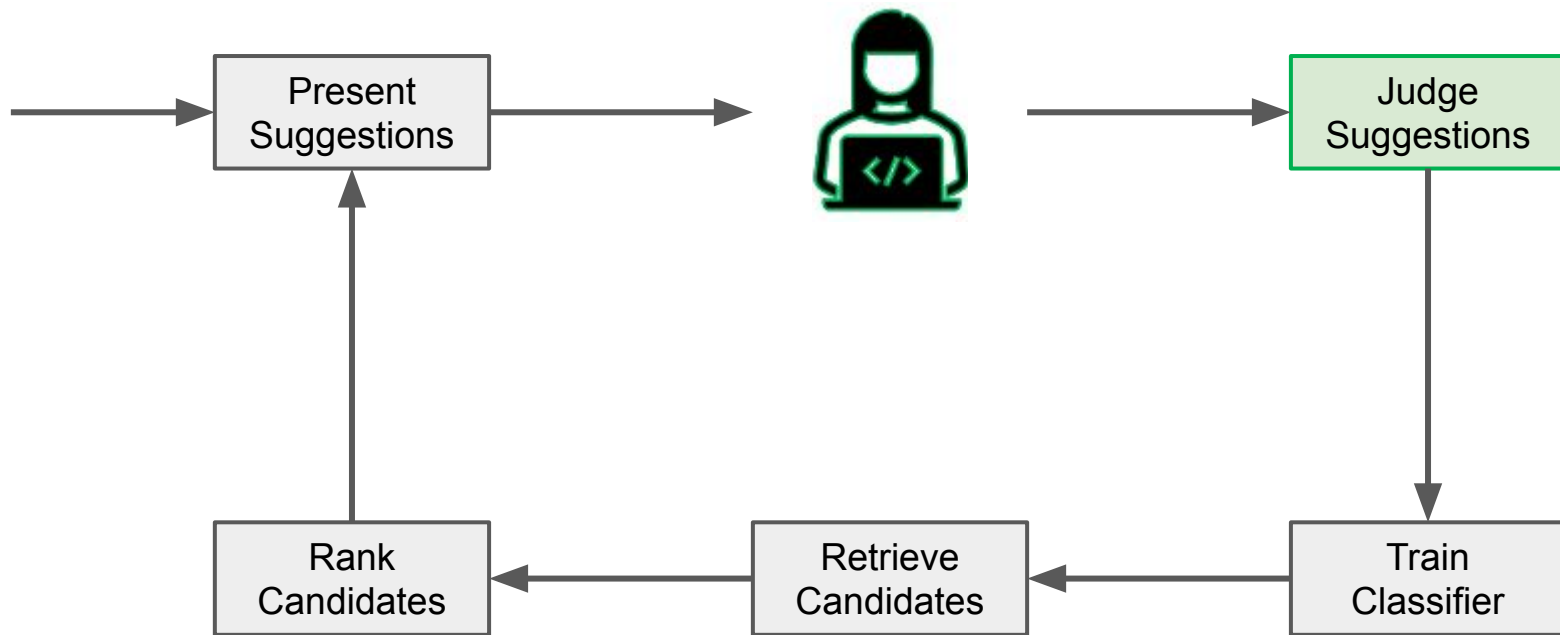 Present
Suggestions
</>
Judge
Suggestions
Rank
Candidates
Retrieve
Candidates
Train
Classifier